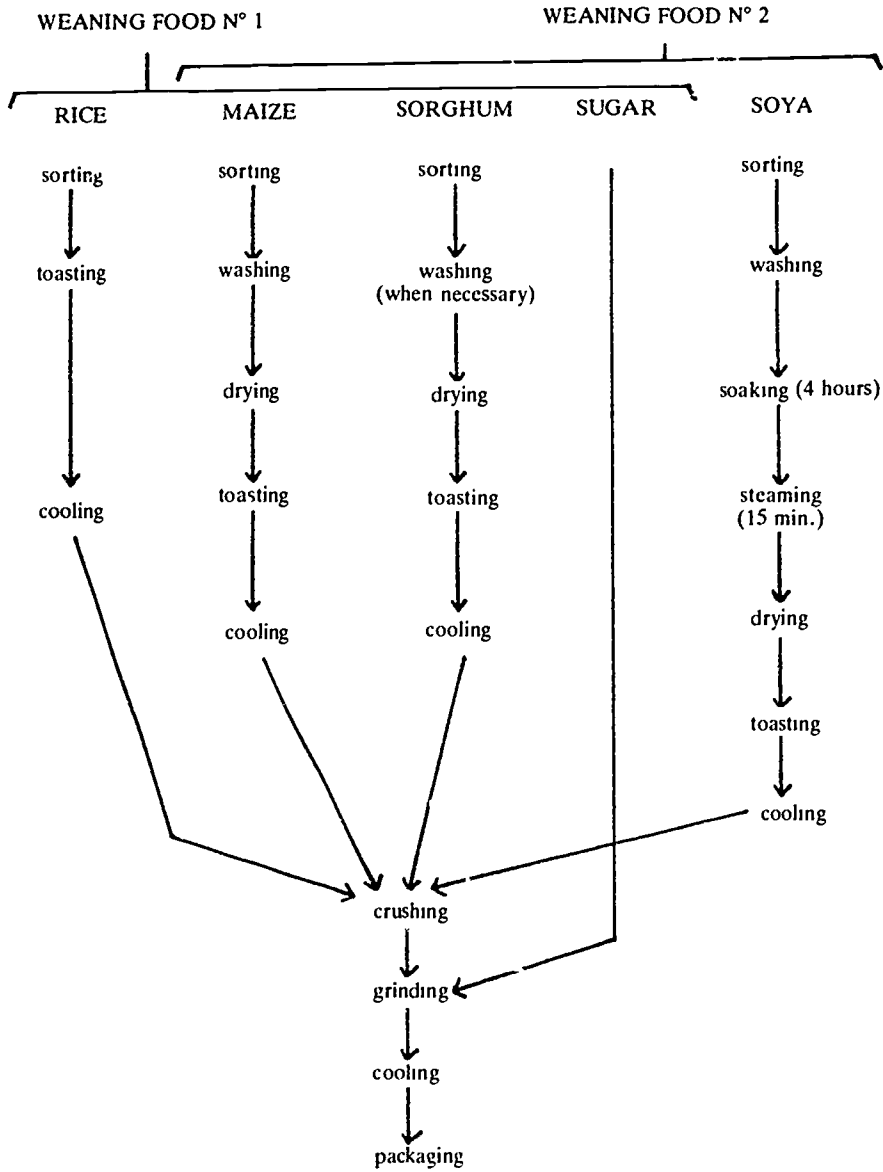 WEANING FOOD N° 1
WEANING FOOD N° 2
RICE MAIZE SORGHUM SUGAR SOYA
sorting sorting sorting sorting
toasting washing washing washing
(when necessary)
drying drying soaking (4 hours)
cooling toasting toasting steaming
(15 min.)
cooling cooling drying
toasting
cooling
crushing
grinding
cooling
packaging